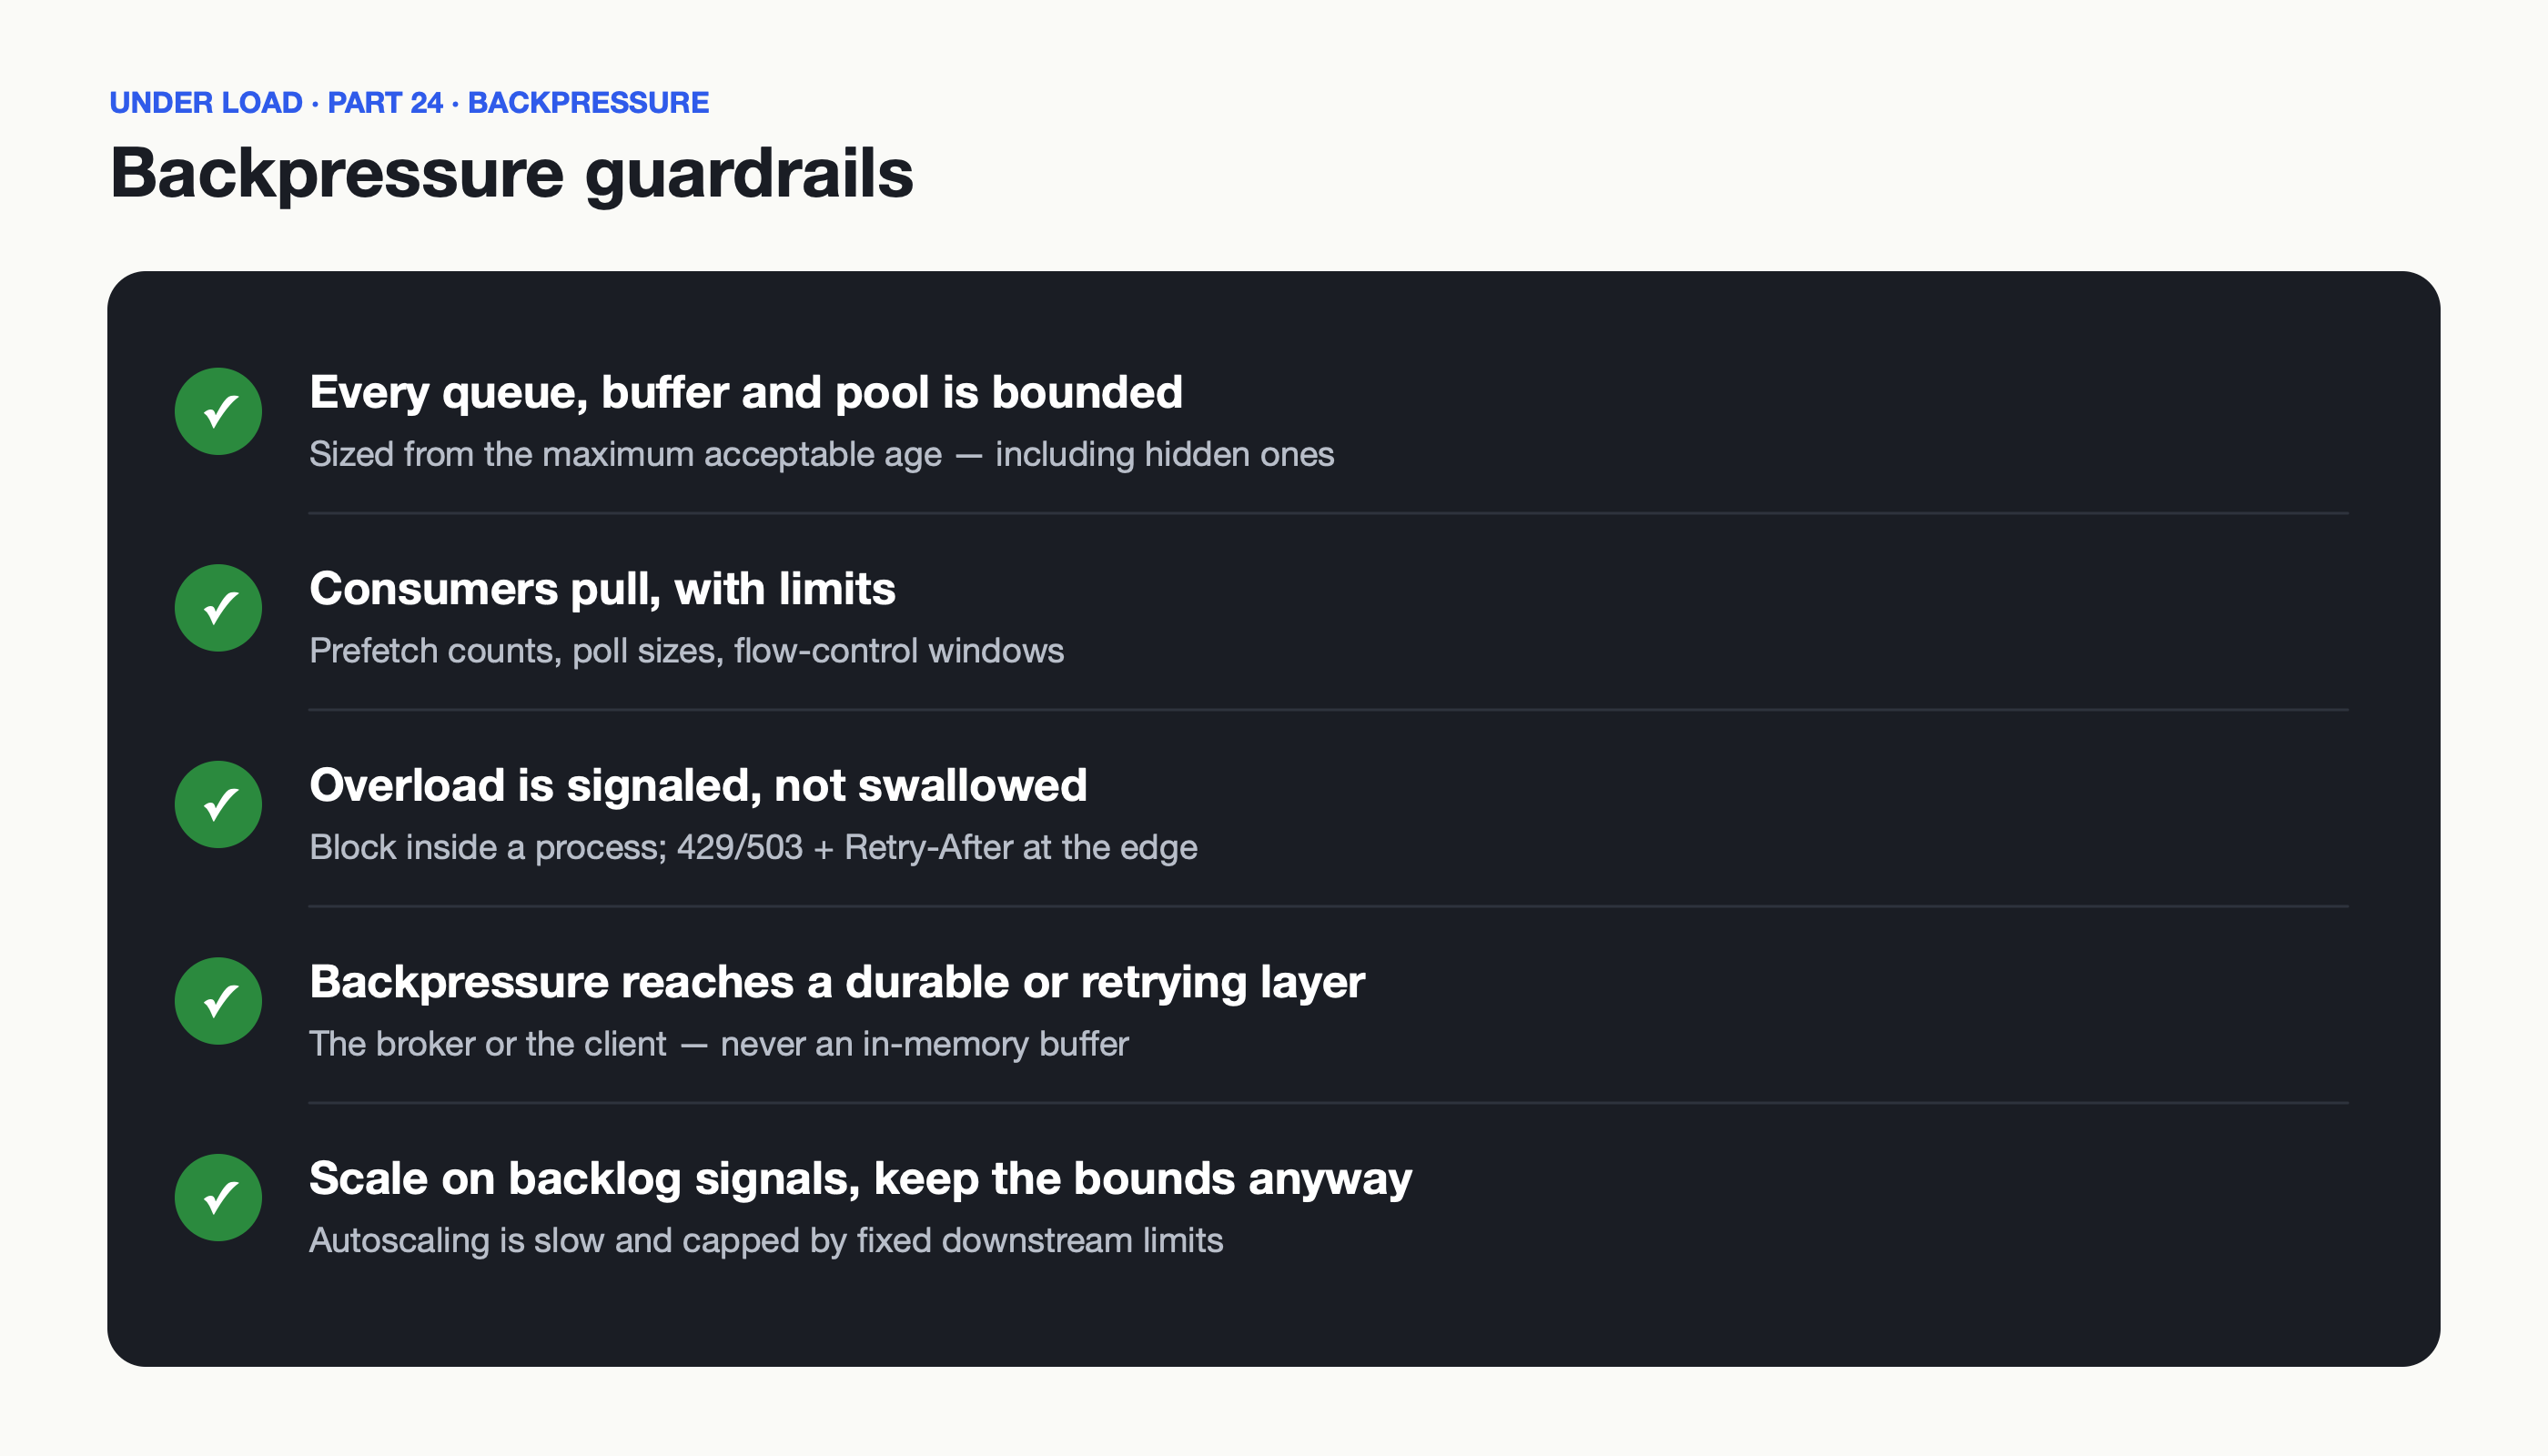 UNDER LOAD · PART 24 · BACKPRESSURE
Backpressure guardrails
Every queue, buffer and pool is bounded
Sized from the maximum acceptable age — including hidden ones
Consumers pull, with limits
Prefetch counts, poll sizes, flow-control windows
Overload is signaled, not swallowed
Block inside a process; 429/503 + Retry-After at the edge
Backpressure reaches a durable or retrying layer
The broker or the client — never an in-memory buffer
Scale on backlog signals, keep the bounds anyway
Autoscaling is slow and capped by fixed downstream limits